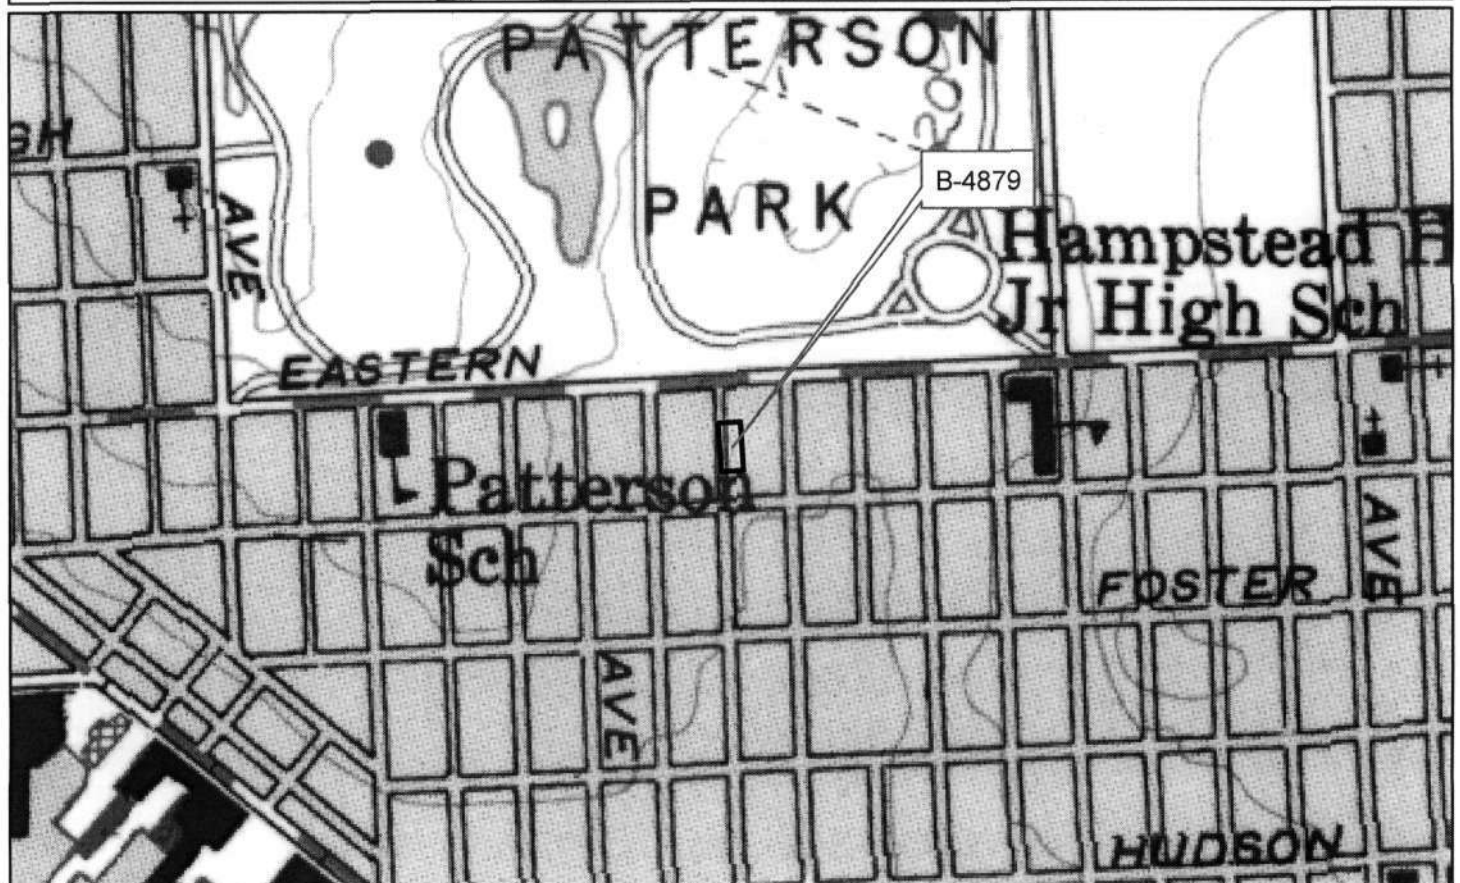 PATTERSON
PARK
B-4879
AVE
Hampstead H
Jr High Sch
EASTERN
Patterson
Sch
AVE
FOSTER
AVE
HUDSON